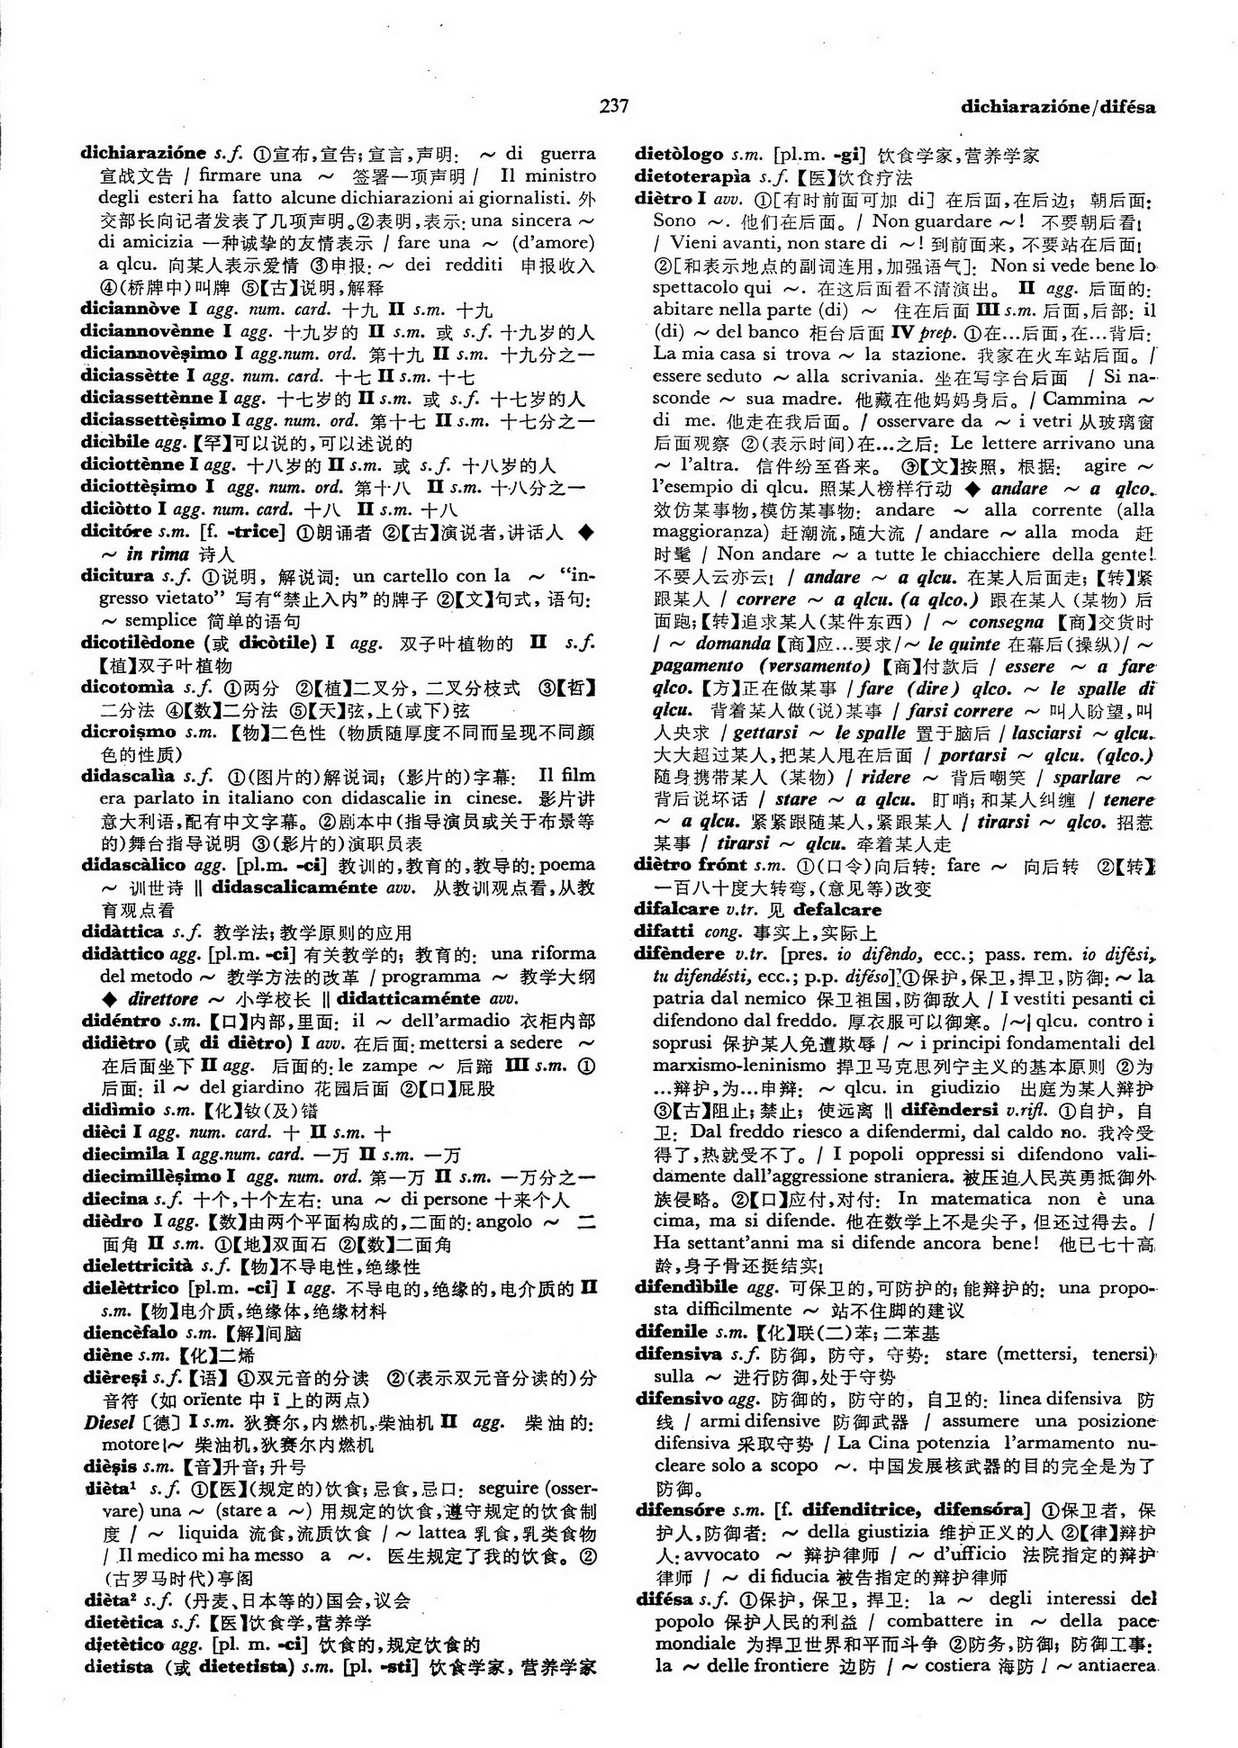 237
dichiarazióne/difésa
dichiarazióne s.f. ①宣布,宣告;宣言,声明: ～ di guerra
宣战文告 / firmare una ～ 签署一项声明 / Il ministro
degli esteri ha fatto alcune dichiarazioni ai giornalisti. 外
交部长向记者发表了几项声明。②表明,表示: una sincera ～
di amicizia 一种诚挚的友情表示 / fare una ～ (d'amore)
a qlcu. 向某人表示爱情 ③申报: ～ dei redditi 申报收入
④(桥牌中)叫牌 ⑤【古】说明,解释
diciannòve I agg. num. card. 十九 II s.m. 十九
diciannovènne I agg. 十九岁的 II s.m. 或 s.f. 十九岁的人
diciannovèṣimo I agg.num. ord. 第十九 II s.m. 十九分之一
diciassètte I agg. num. card. 十七 II s.m. 十七
diciassettènne I agg. 十七岁的 II s.m. 或 s.f. 十七岁的人
diciassettèṣimo I agg. num. ord. 第十七 II s.m. 十七分之一
dicìbile agg.【罕】可以说的,可以述说的
diciottènne I agg. 十八岁的 II s.m. 或 s.f. 十八岁的人
diciottèṣimo I agg. num. ord. 第十八 II s.m. 十八分之一
diciòtto I agg. num. card. 十八 II s.m. 十八
dicitóre s.m. [f. -trice] ①朗诵者 ②【古】演说者,讲话人 ◆
～ in rima 诗人
dicitura s.f. ①说明, 解说词: un cartello con la ～ “in-
gresso vietato” 写有“禁止入内”的牌子 ②【文】句式, 语句:
～ semplice 简单的语句
dicotilèdone (或 dicòtile) I agg. 双子叶植物的 II s.f.
【植】双子叶植物
dicotomìa s.f. ①两分 ②【植】二叉分, 二叉分枝式 ③【哲】
二分法 ④【数】二分法 ⑤【天】弦,上(或下)弦
dicroiṣmo s.m. 【物】二色性 (物质随厚度不同而呈现不同颜
色的性质)
didascalìa s.f. ①(图片的)解说词; (影片的)字幕: Il film
era parlato in italiano con didascalie in cinese. 影片讲
意大利语,配有中文字幕。②剧本中(指导演员或关于布景等
的)舞台指导说明 ③(影片的)演职员表
didascàlico agg. [pl.m. -ci] 教训的,教育的,教导的: poema
～ 训世诗 ‖ didascalicaménte avv. 从教训观点看,从教
育观点看
didàttica s.f. 教学法;教学原则的应用
didàttico agg. [pl.m. -ci] 有关教学的; 教育的: una riforma
del metodo ～ 教学方法的改革 / programma ～ 教学大纲
◆ direttore ～ 小学校长 ‖ didatticaménte avv.
didéntro s.m. 【口】内部,里面: il ～ dell'armadio 衣柜内部
didiètro (或 di diètro) I avv. 在后面: mettersi a sedere ～
在后面坐下 II agg. 后面的: le zampe ～ 后蹄 III s.m. ①
后面: il ～ del giardino 花园后面 ②【口】屁股
didìmio s.m. 【化】钕(及)镨
dièci I agg. num. card. 十 II s.m. 十
diecimila I agg.num. card. 一万 II s.m. 一万
diecimillèṣimo I agg. num. ord. 第一万 II s.m. 一万分之一
diecina s.f. 十个,十个左右: una ～ di persone 十来个人
dièdro I agg. 【数】由两个平面构成的,二面的: angolo ～ 二
面角 II s.m. ①【地】双面石 ②【数】二面角
dielettricità s.f. 【物】不导电性,绝缘性
dielèttrico [pl.m. -ci] I agg. 不导电的,绝缘的,电介质的 II
s.m. 【物】电介质,绝缘体,绝缘材料
diencèfalo s.m. 【解】间脑
diène s.m. 【化】二烯
dièreṣi s.f.【语】①双元音的分读 ②(表示双元音分读的)分
音符 (如 orïente 中 ï 上的两点)
Diesel〔德〕I s.m. 狄赛尔,内燃机,柴油机 II agg. 柴油的:
motore ～ 柴油机,狄赛尔内燃机
dièṣis s.m. 【音】升音; 升号
dièta¹ s.f. ①【医】(规定的)饮食;忌食,忌口: seguire (osser-
vare) una ～ (stare a ～) 用规定的饮食,遵守规定的饮食制
度 / ～ liquida 流食,流质饮食 / ～ lattea 乳食,乳类食物
/ Il medico mi ha messo a ～. 医生规定了我的饮食。②
(古罗马时代)亭阁
dièta² s.f. (丹麦、日本等的)国会,议会
dietètica s.f. 【医】饮食学,营养学
dietètico agg. [pl. m. -ci] 饮食的,规定饮食的
dietista (或 dietetista) s.m. [pl. -sti] 饮食学家, 营养学家
dietòlogo s.m. [pl.m. -gi] 饮食学家,营养学家
dietoterapìa s.f.【医】饮食疗法
diètro I avv. ①[有时前面可加 di] 在后面,在后边; 朝后面:
Sono ～. 他们在后面。/ Non guardare ～! 不要朝后看!
/ Vieni avanti, non stare di ～! 到前面来, 不要站在后面!
②[和表示地点的副词连用,加强语气]: Non si vede bene lo
spettacolo qui ～. 在这后面看不清演出。 II agg. 后面的:
abitare nella parte (di) ～ 住在后面 III s.m. 后面,后部: il
(di) ～ del banco 柜台后面 IV prep. ①在…后面,在…背后:
La mia casa si trova ～ la stazione. 我家在火车站后面。/
essere seduto ～ alla scrivania. 坐在写字台后面 / Si na-
sconde ～ sua madre. 他藏在他妈妈身后。/ Cammina ～
di me. 他走在我后面。/ osservare da ～ i vetri 从玻璃窗
后面观察 ②(表示时间)在…之后: Le lettere arrivano una
～ l'altra. 信件纷至沓来。 ③【文】按照, 根据: agire ～
l'esempio di qlcu. 照某人榜样行动 ◆ andare ～ a qlco.
效仿某事物,模仿某事物: andare ～ alla corrente (alla
maggioranza) 赶潮流,随大流 / andare ～ alla moda 赶
时髦 / Non andare ～ a tutte le chiacchiere della gente!
不要人云亦云! / andare ～ a qlcu. 在某人后面走;【转】紧
跟某人 / correre ～ a qlcu. (a qlco.) 跟在某人 (某物) 后
面跑;【转】追求某人(某件东西) / ～ consegna 【商】交货时
/ ～ domanda【商】应…要求/～ le quinte 在幕后(操纵)/～
pagamento (versamento) 【商】付款后 / essere ～ a fare
qlco. 【方】正在做某事 / fare (dire) qlco. ～ le spalle di
qlcu. 背着某人做(说)某事 / farsi correre ～ 叫人盼望,叫
人央求 / gettarsi ～ le spalle 置于脑后 / lasciarsi ～ qlcu.
大大超过某人,把某人甩在后面 / portarsi ～ qlcu. (qlco.)
随身携带某人 (某物) / ridere ～ 背后嘲笑 / sparlare ～
背后说坏话 / stare ～ a qlcu. 盯哨; 和某人纠缠 / tenere
～ a qlcu. 紧紧跟随某人,紧跟某人 / tirarsi ～ qlco. 招惹
某事 / tirarsi ～ qlcu. 牵着某人走
diètro frónt s.m. ①(口令)向后转: fare ～ 向后转 ②【转】
一百八十度大转弯,(意见等)改变
difalcare v.tr. 见 defalcare
difatti cong. 事实上,实际上
difèndere v.tr. [pres. io difèndo, ecc.; pass. rem. io difési,
tu difendésti, ecc.; p.p. diféso] ①保护,保卫,捍卫,防御: ～ la
patria dal nemico 保卫祖国,防御敌人 / I vestiti pesanti ci
difendono dal freddo. 厚衣服可以御寒。/～ qlcu. contro i
soprusi 保护某人免遭欺辱 / ～ i principi fondamentali del
marxismo-leninismo 捍卫马克思列宁主义的基本原则 ②为
…辩护,为…申辩: ～ qlcu. in giudizio 出庭为某人辩护
③【古】阻止; 禁止; 使远离 ‖ difèndersi v.rifl. ①自护, 自
卫: Dal freddo riesco a difendermi, dal caldo no. 我冷受
得了,热就受不了。/ I popoli oppressi si difendono vali-
damente dall'aggressione straniera. 被压迫人民英勇抵御外
族侵略。②【口】应付,对付: In matematica non è una
cima, ma si difende. 他在数学上不是尖子, 但还过得去。/
Ha settant'anni ma si difende ancora bene! 他已七十高
龄,身子骨还挺结实!
difendìbile agg. 可保卫的,可防护的; 能辩护的: una propo-
sta difficilmente ～ 站不住脚的建议
difenile s.m. 【化】联(二)苯; 二苯基
difensiva s.f. 防御, 防守, 守势: stare (mettersi, tenersi)
sulla ～ 进行防御,处于守势
difensivo agg. 防御的, 防守的, 自卫的: linea difensiva 防
线 / armi difensive 防御武器 / assumere una posizione
difensiva 采取守势 / La Cina potenzia l'armamento nu-
cleare solo a scopo ～. 中国发展核武器的目的完全是为了
防御。
difensóre s.m. [f. difenditrice, difensóra] ①保卫者, 保
护人,防御者: ～ della giustizia 维护正义的人 ②【律】辩护
人: avvocato ～ 辩护律师 / ～ d'ufficio 法院指定的辩护
律师 / ～ di fiducia 被告指定的辩护律师
difésa s.f. ①保护, 保卫, 捍卫: la ～ degli interessi del
popolo 保护人民的利益 / combattere in ～ della pace
mondiale 为捍卫世界和平而斗争 ②防务,防御; 防御工事:
la ～ delle frontiere 边防 / ～ costiera 海防 / ～ antiaerea